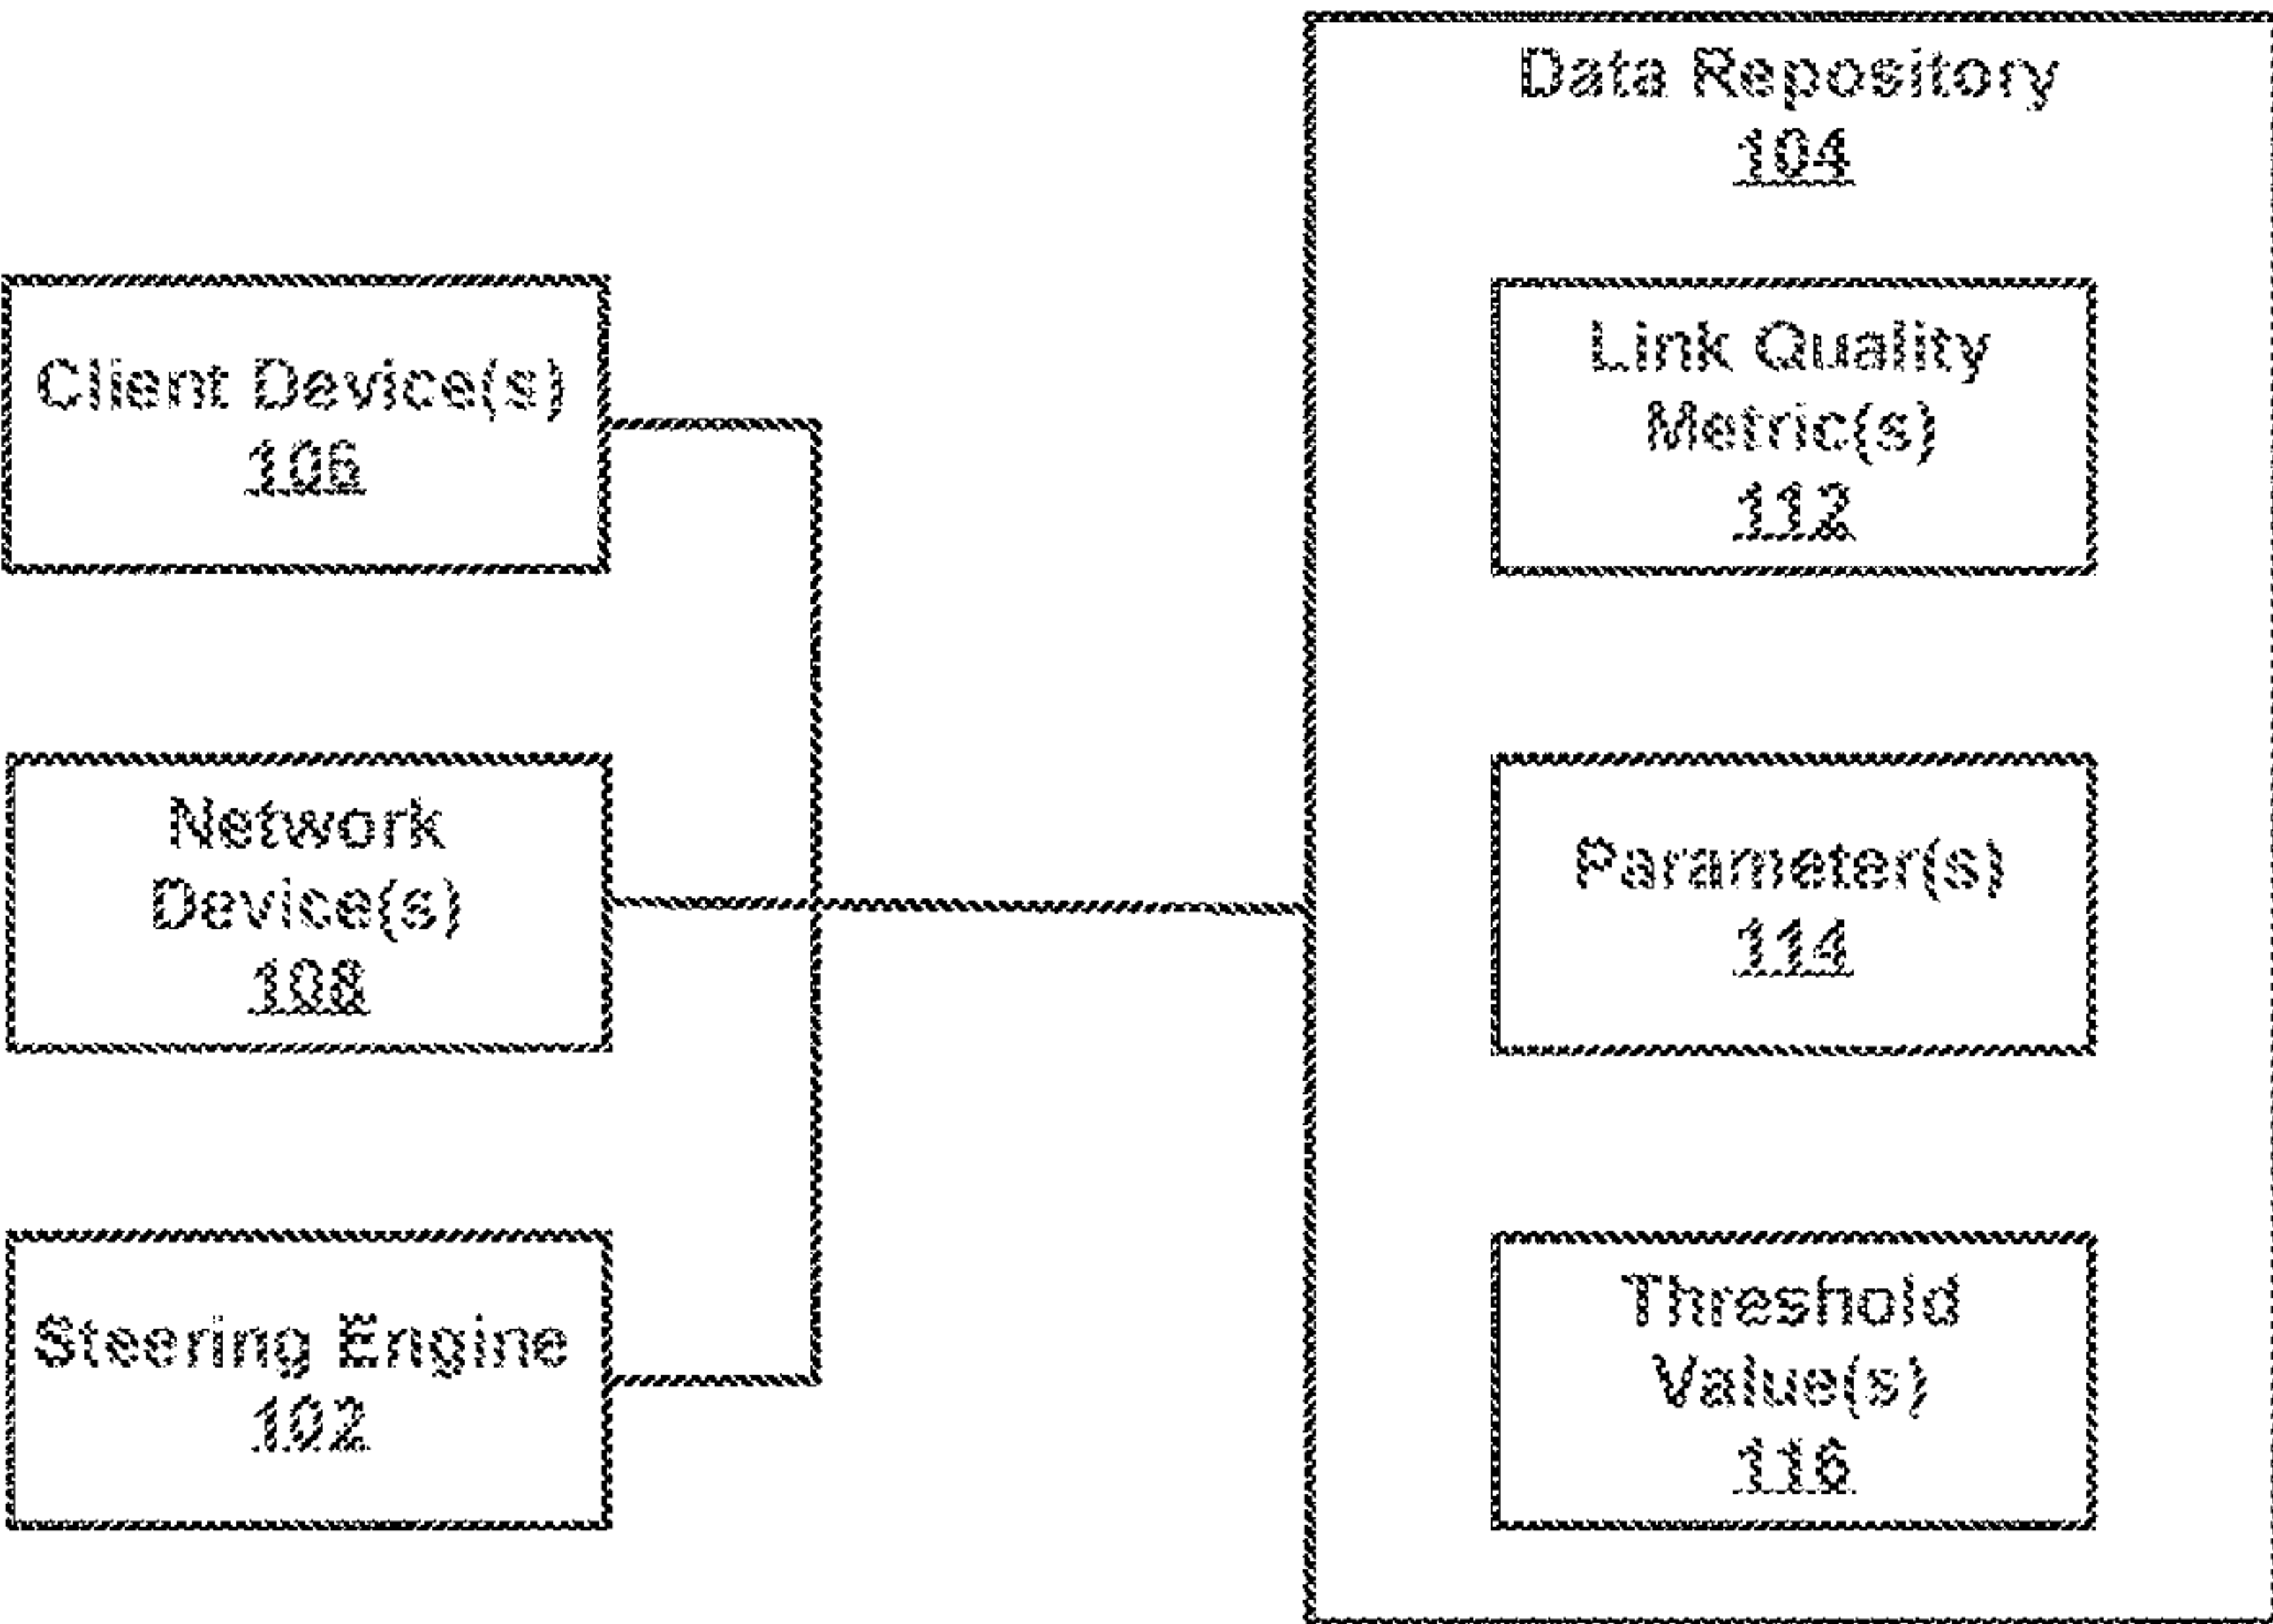 Data Repository
104
Client Device(s)
106
Network
Device(s)
108
Steering Engine
102
Link Quality
Metric(s)
112
Parameter(s)
114
Threshold
Value(s)
116